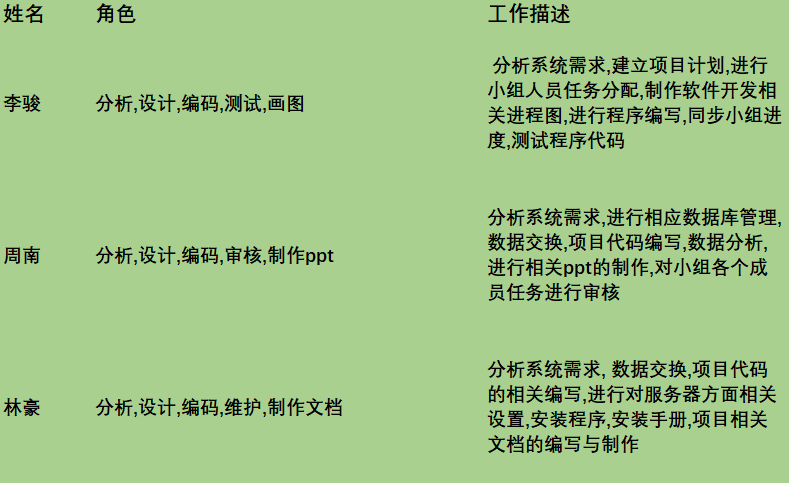 姓名 角色 工作描述
分析系统需求,建立项目计划,进行
小组人员任务分配,制作软件开发相
李骏 分析,设计,编码,测试,画图
关进程图,进行程序编写,同步小组进
度,测试程序代码
分析系统需求,进行相应数据库管理,
数据交换,项目代码编写,数据分析,
周南 分析,设计,编码,审核,制作ppt
进行相关ppt的制作,对小组各个成
员任务进行审核
分析系统需求, 数据交换,项目代码
的相关编写,进行对服务器方面相关
林豪 分析,设计,编码,维护,制作文档
设置,安装程序,安装手册,项目相关
文档的编写与制作